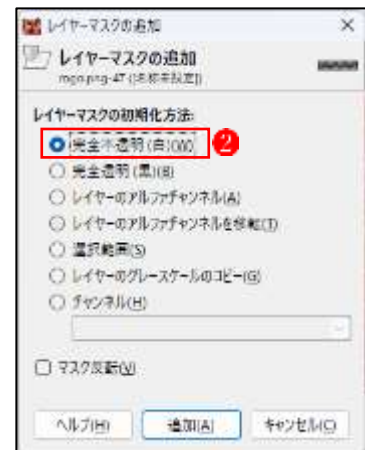 レイヤーマスクの追加
レイヤーマスクの追加
レイヤーマスクの初期化方法:
完全不透明(白)(W)
2
完全透明(黒)(B)
レイヤーのアルファチャンネル(A)
レイヤーのアルファチャンネルを移転(T)
選択範囲(S)
レイヤーのグレースケールのコピー(G)
チャンネル(H)
マスク反転(V)
ヘルプ(H)
追加(A)
キャンセル(C)